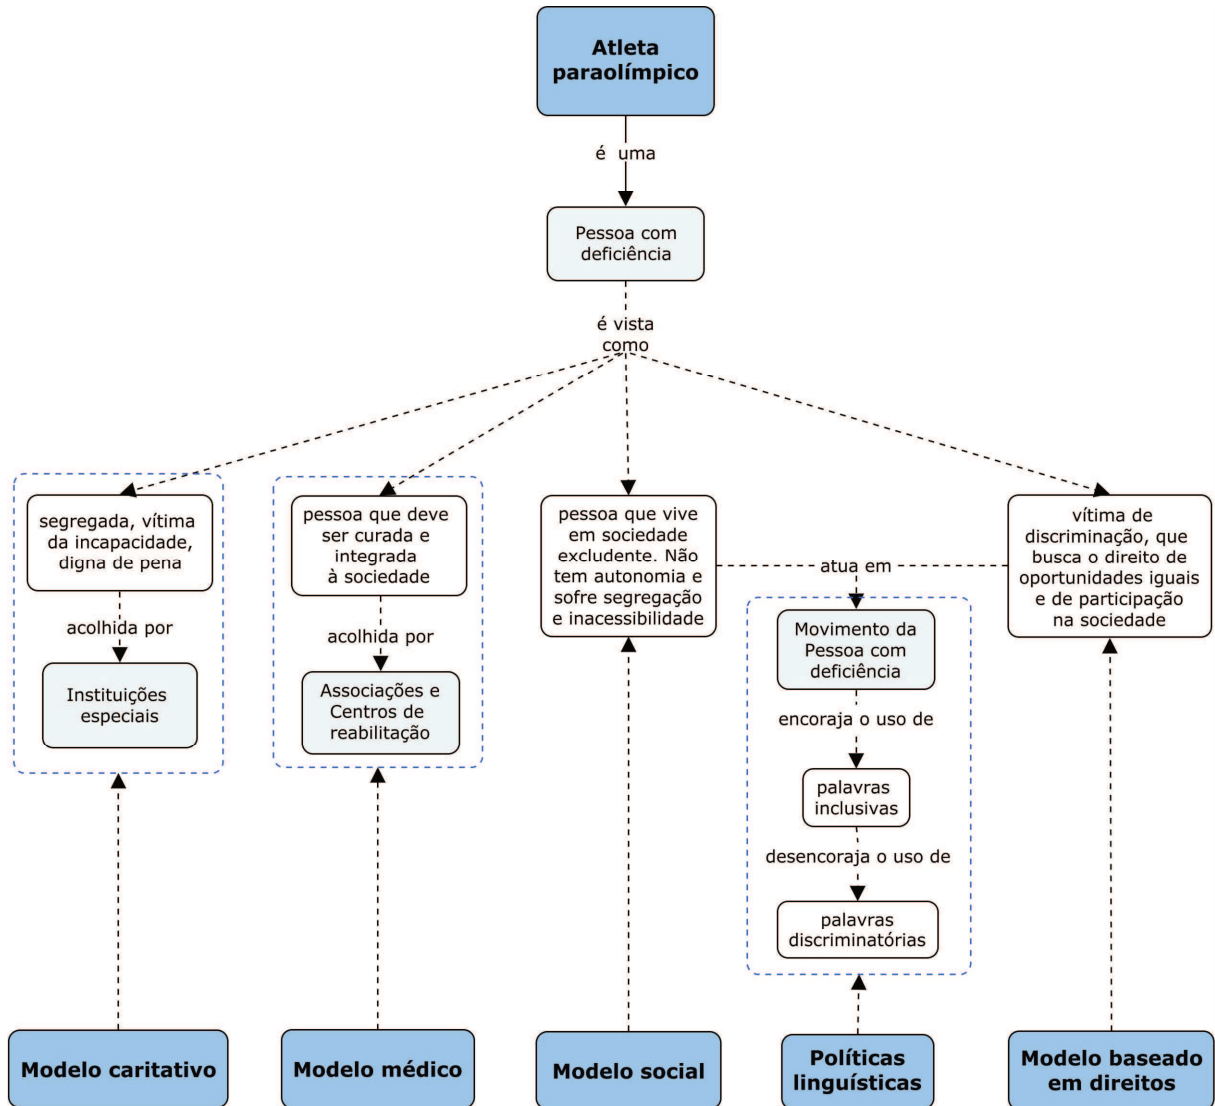 Atleta
paraolímpico
é uma
Pessoa com
deficiência
é vista
como
segregada, vítima
da incapacidade,
digna de pena
acolhida por
Instituições
especiais
pessoa que deve
ser curada e
integrada
à sociedade
acolhida por
Associações e
Centros de
reabilitação
pessoa que vive
em sociedade
excludente. Não
tem autonomia e
sofre segregação
e inacessibilidade
atua em
Movimento da
Pessoa com
deficiência
encoraja o uso de
palavras
inclusivas
desencoraja o uso de
palavras
discriminatórias
vítima de
discriminação, que
busca o direito de
oportunidades iguais
e de participação
na sociedade
Modelo caritativo
Modelo médico
Modelo social
Políticas
linguísticas
Modelo baseado
em direitos